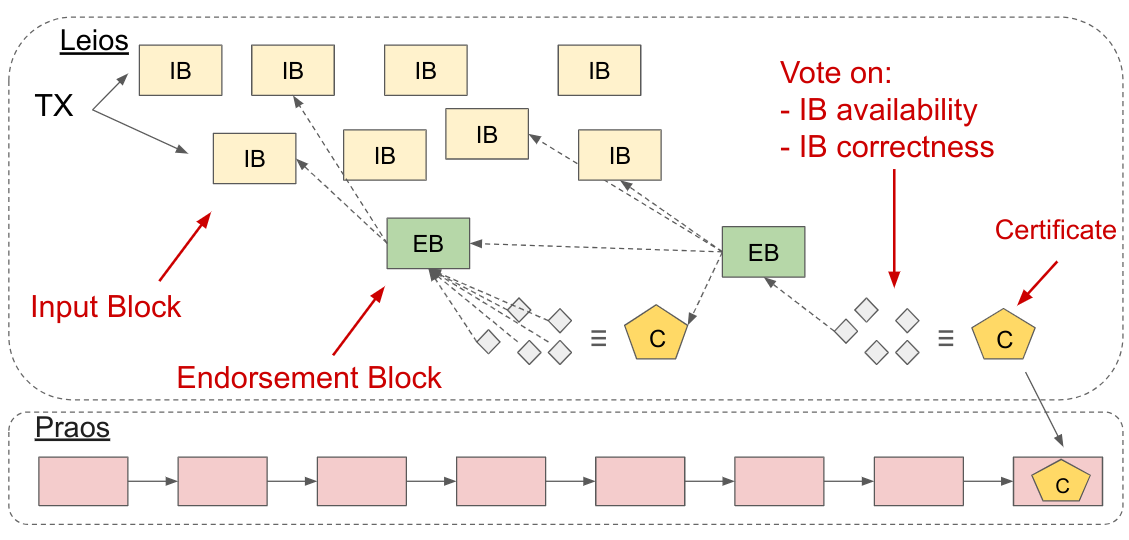 Leios
IB
IB
IB
IB
TX
IB
IB
IB
IB
Vote on:
- IB availability
- IB correctness
EB
EB
Certificate
Input Block
Endorsement Block
≡
C
≡
C
Praos
C